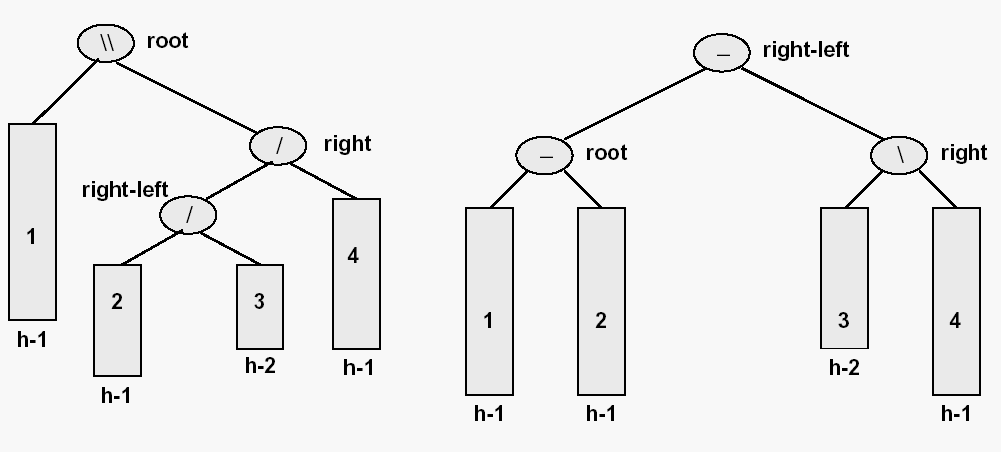 \\ root
/ right
right-left
/
1
2
3
4
h-1
h-1
h-2
h-1
– right-left
– root
\ right
1
2
3
4
h-1
h-1
h-2
h-1